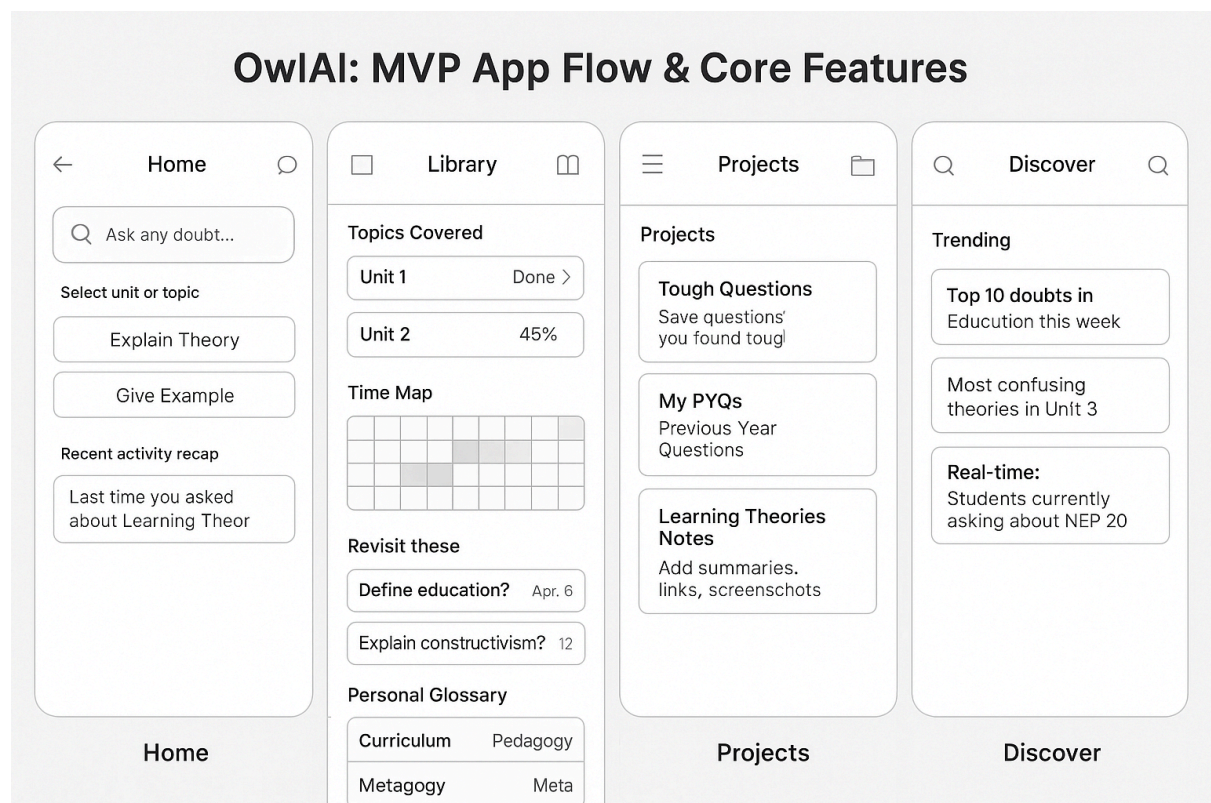 OwlAI: MVP App Flow & Core Features
Home
Ask any doubt...
Select unit or topic
Explain Theory
Give Example
Recent activity recap
Last time you asked
about Learning Theor
Home
Library
Topics Covered
Unit 1 Done >
Unit 2 45%
Time Map
Revisit these
Define education? Apr. 6
Explain constructivism? 12
Personal Glossary
Curriculum Pedagogy
Metagogy Meta
Projects
Projects
Tough Questions
Save questions'
you found toug
My PYQs
Previous Year
Questions
Learning Theories
Notes
Add summaries.
links, screenschots
Projects
Discover
Trending
Top 10 doubts in
Educution this week
Most confusing
theories in Unit 3
Real-time:
Students currently
asking about NEP 20
Discover